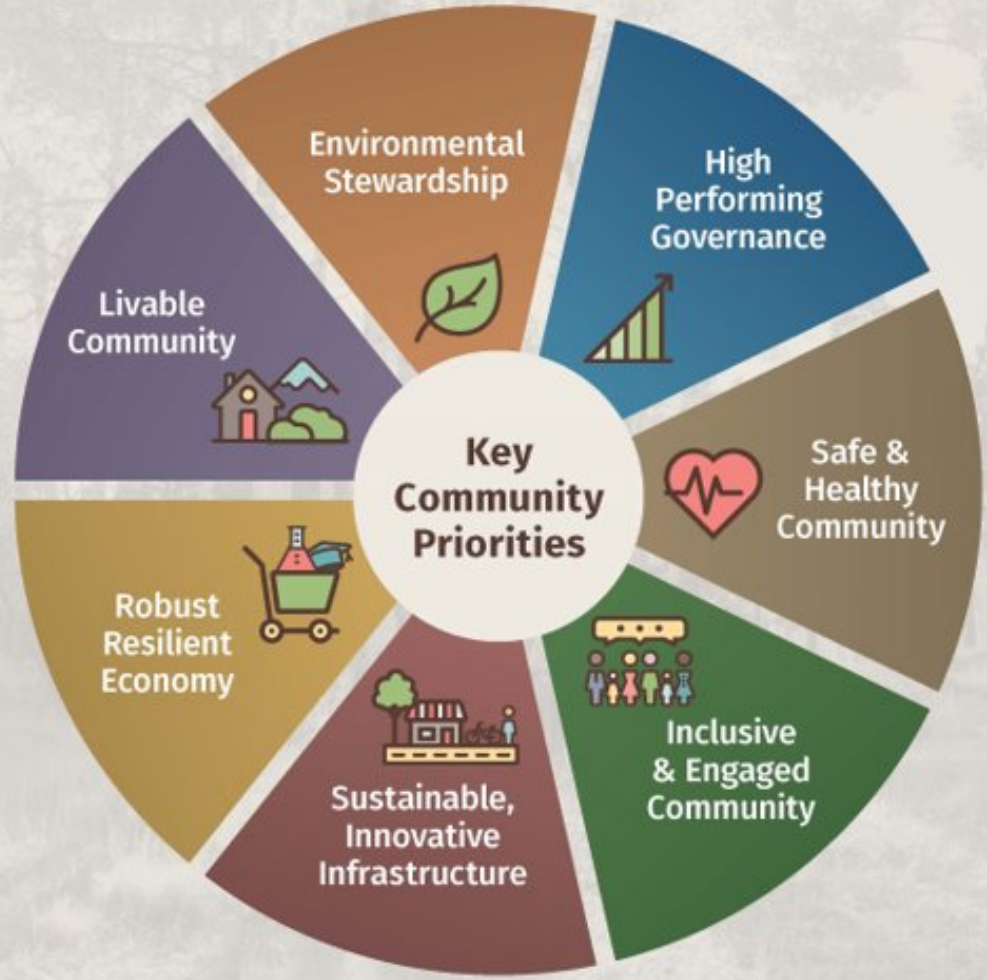 Key
Community
Priorities
Environmental
Stewardship
High
Performing
Governance
Safe &
Healthy
Community
Inclusive
& Engaged
Community
Sustainable,
Innovative
Infrastructure
Robust
Resilient
Economy
Livable
Community